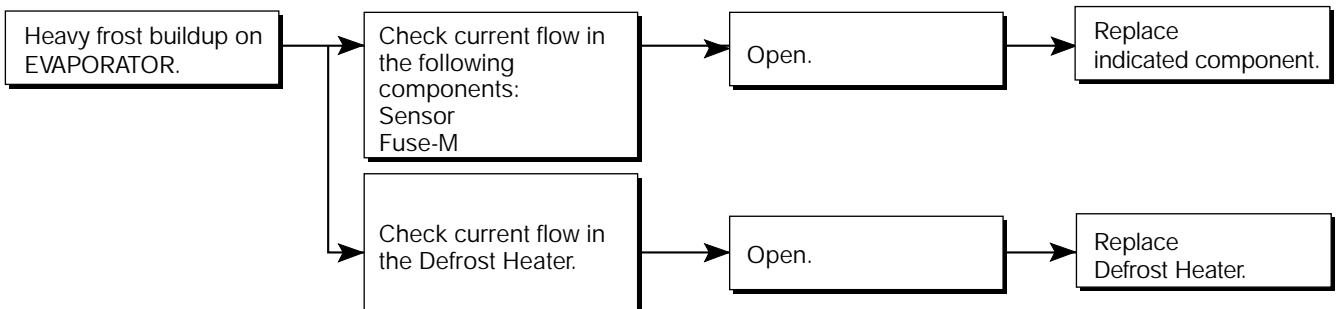 Heavy frost buildup on
EVAPORATOR.
Check current flow in
the following
components:
Sensor
Fuse-M
Open.
Replace
indicated component.
Check current flow in
the Defrost Heater.
Open.
Replace
Defrost Heater.